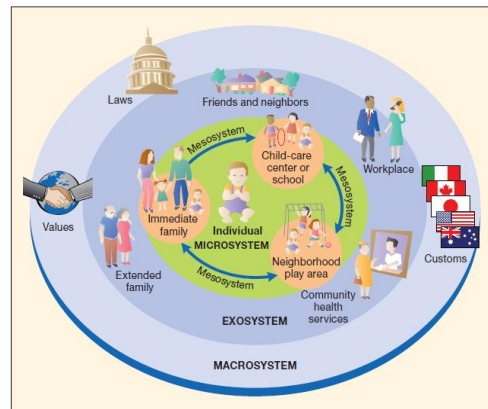 Laws
Friends and neighbors
Mesosystem
Child-care
center or
school
Workplace
Mesosystem
Values
Immediate
family
Individual
MICROSYSTEM
Neighborhood
play area
Customs
Extended
family
Mesosystem
Community
health
services
EXOSYSTEM
MACROSYSTEM